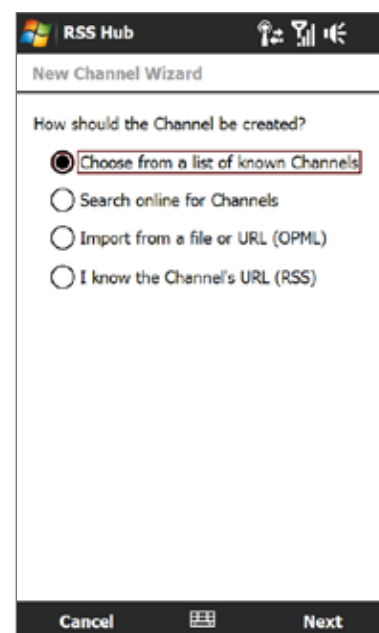 RSS Hub
New Channel Wizard
How should the Channel be created?
Choose from a list of known Channels
Search online for Channels
Import from a file or URL (OPML)
I know the Channel's URL (RSS)
Cancel Next